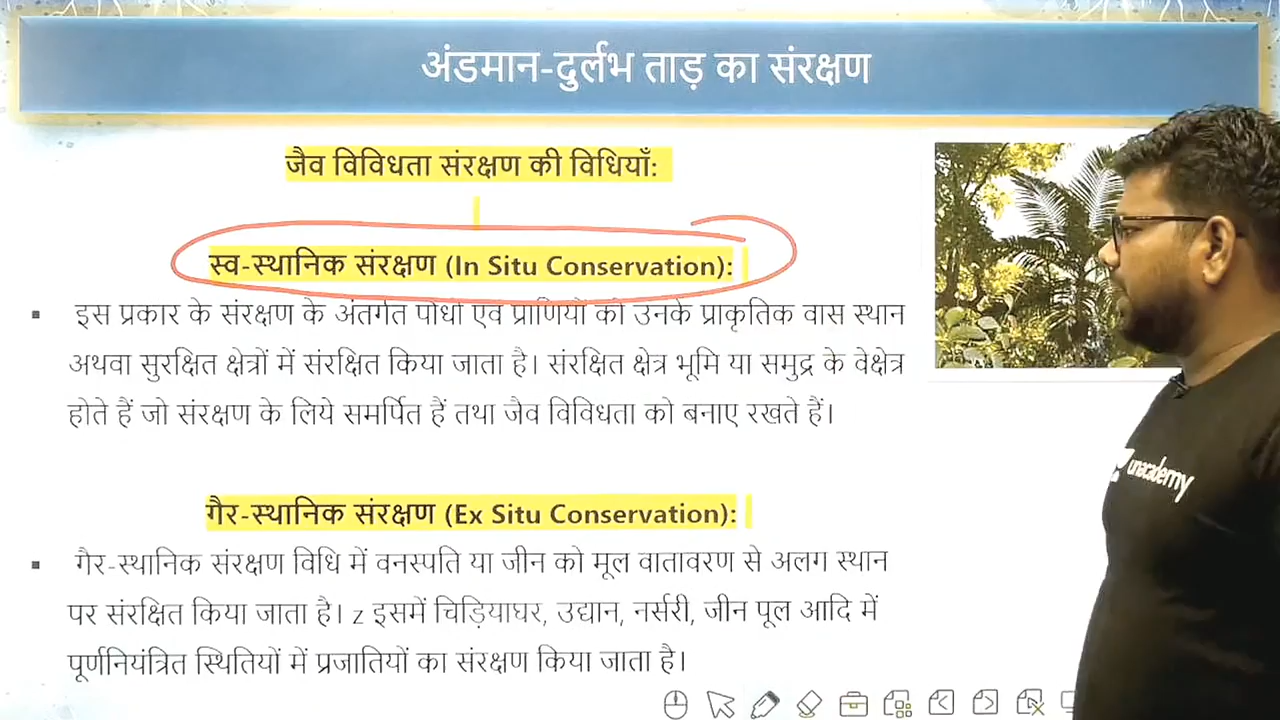 अंडमान-दुर्लभ ताड़ का संरक्षण
जैव विविधता संरक्षण की विधियाँ:
स्व-स्थानिक संरक्षण (In Situ Conservation):
▪ इस प्रकार के संरक्षण के अंतर्गत पौधों एवं प्राणियों को उनके प्राकृतिक वास स्थान
अथवा सुरक्षित क्षेत्रों में संरक्षित किया जाता है। संरक्षित क्षेत्र भूमि या समुद्र के वेक्षेत्र
होते हैं जो संरक्षण के लिये समर्पित हैं तथा जैव विविधता को बनाए रखते हैं।
गैर-स्थानिक संरक्षण (Ex Situ Conservation):
▪ गैर-स्थानिक संरक्षण विधि में वनस्पति या जीन को मूल वातावरण से अलग स्थान
पर संरक्षित किया जाता है। z इसमें चिड़ियाघर, उद्यान, नर्सरी, जीन पूल आदि में
पूर्णनियंत्रित स्थितियों में प्रजातियों का संरक्षण किया जाता है।
unacademy